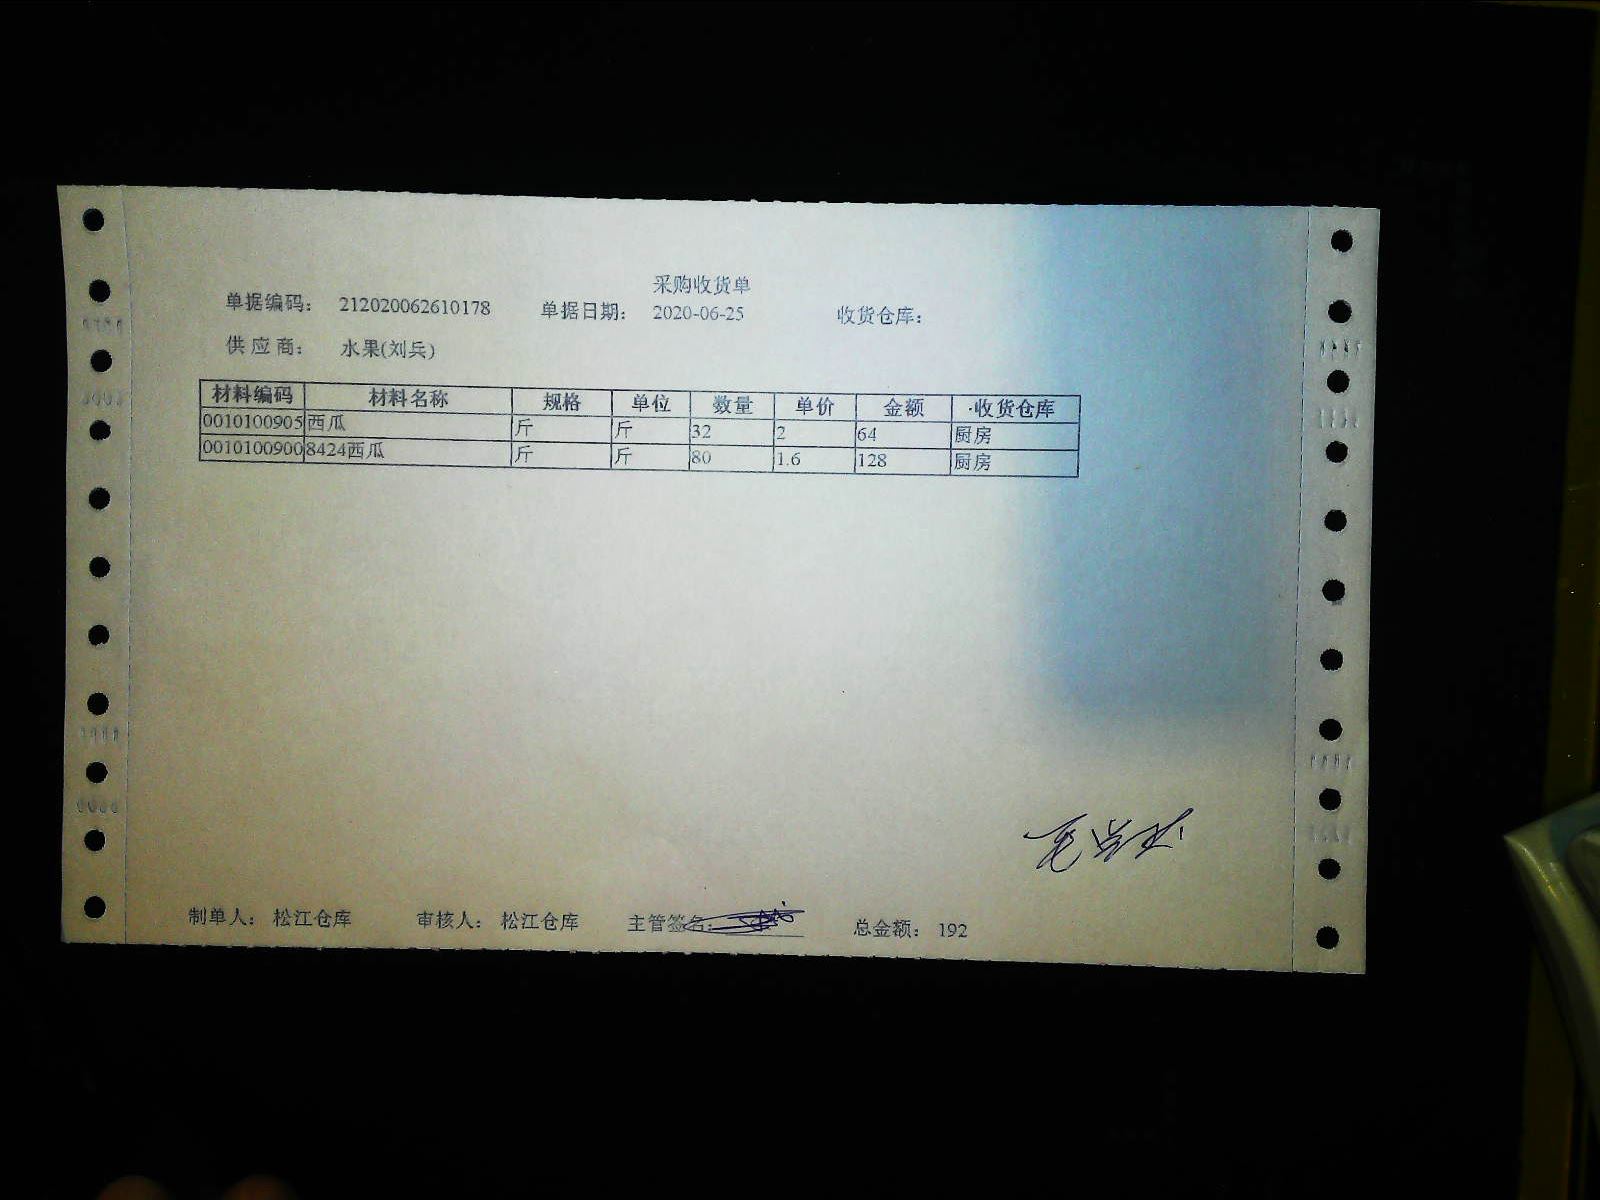 采购收货单
单据编码： 212020062610178 单据日期： 2020-06-25 收货仓库：
供应商： 水果(刘兵)
材料编码 材料名称 规格 单位 数量 单价 金额 收货仓库
0010100905 西瓜 斤 斤 32 2 64 厨房
0010100900 8424西瓜 斤 斤 80 1.6 128 厨房
制单人： 松江仓库 审核人： 松江仓库 主管签名： 总金额： 192